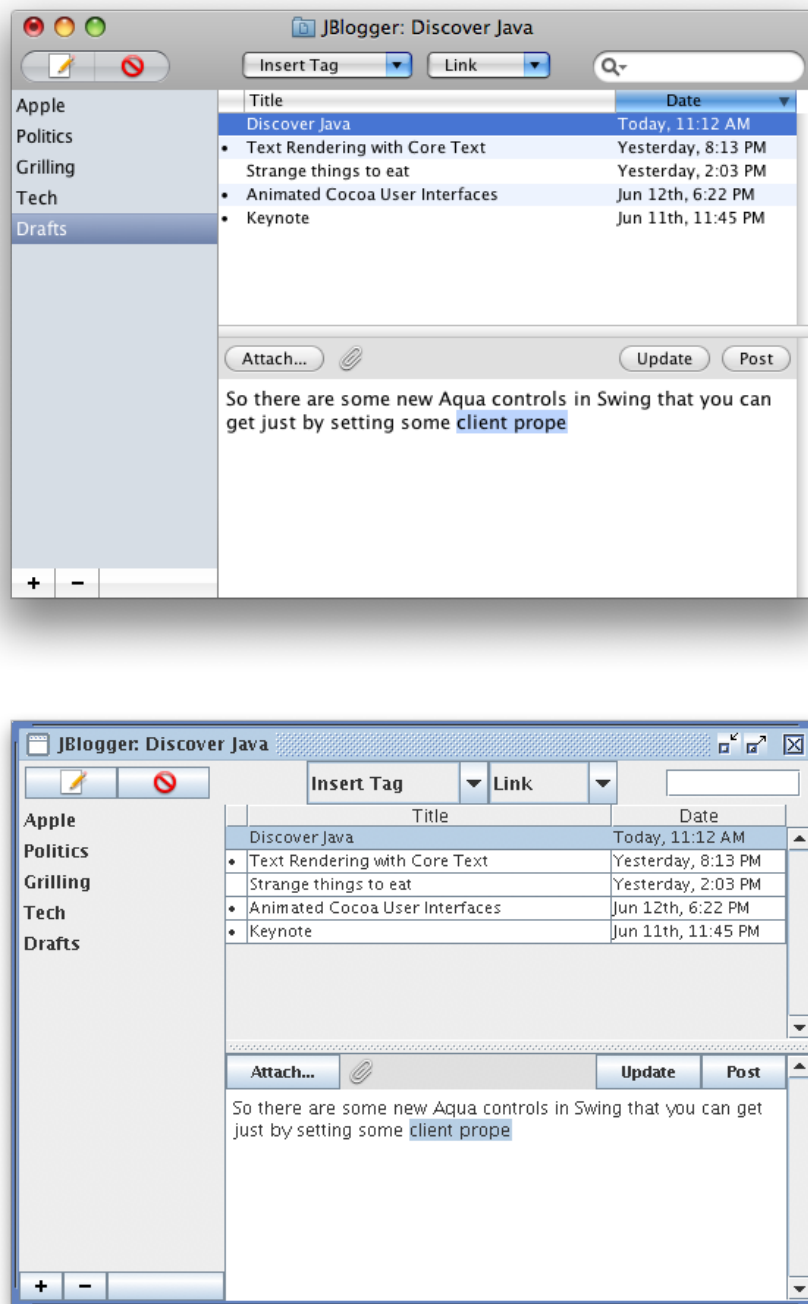 JBlogger: Discover Java
Insert Tag Link
Apple
Politics
Grilling
Tech
Drafts
Title Date
Discover Java Today, 11:12 AM
• Text Rendering with Core Text Yesterday, 8:13 PM
Strange things to eat Yesterday, 2:03 PM
• Animated Cocoa User Interfaces Jun 12th, 6:22 PM
• Keynote Jun 11th, 11:45 PM
Attach... Update Post
So there are some new Aqua controls in Swing that you can
get just by setting some client prope
+ −
JBlogger: Discover Java
Insert Tag Link
Apple
Politics
Grilling
Tech
Drafts
Title Date
Discover Java Today, 11:12 AM
• Text Rendering with Core Text Yesterday, 8:13 PM
Strange things to eat Yesterday, 2:03 PM
• Animated Cocoa User Interfaces Jun 12th, 6:22 PM
• Keynote Jun 11th, 11:45 PM
Attach... Update Post
So there are some new Aqua controls in Swing that you can get
just by setting some client prope
+ −